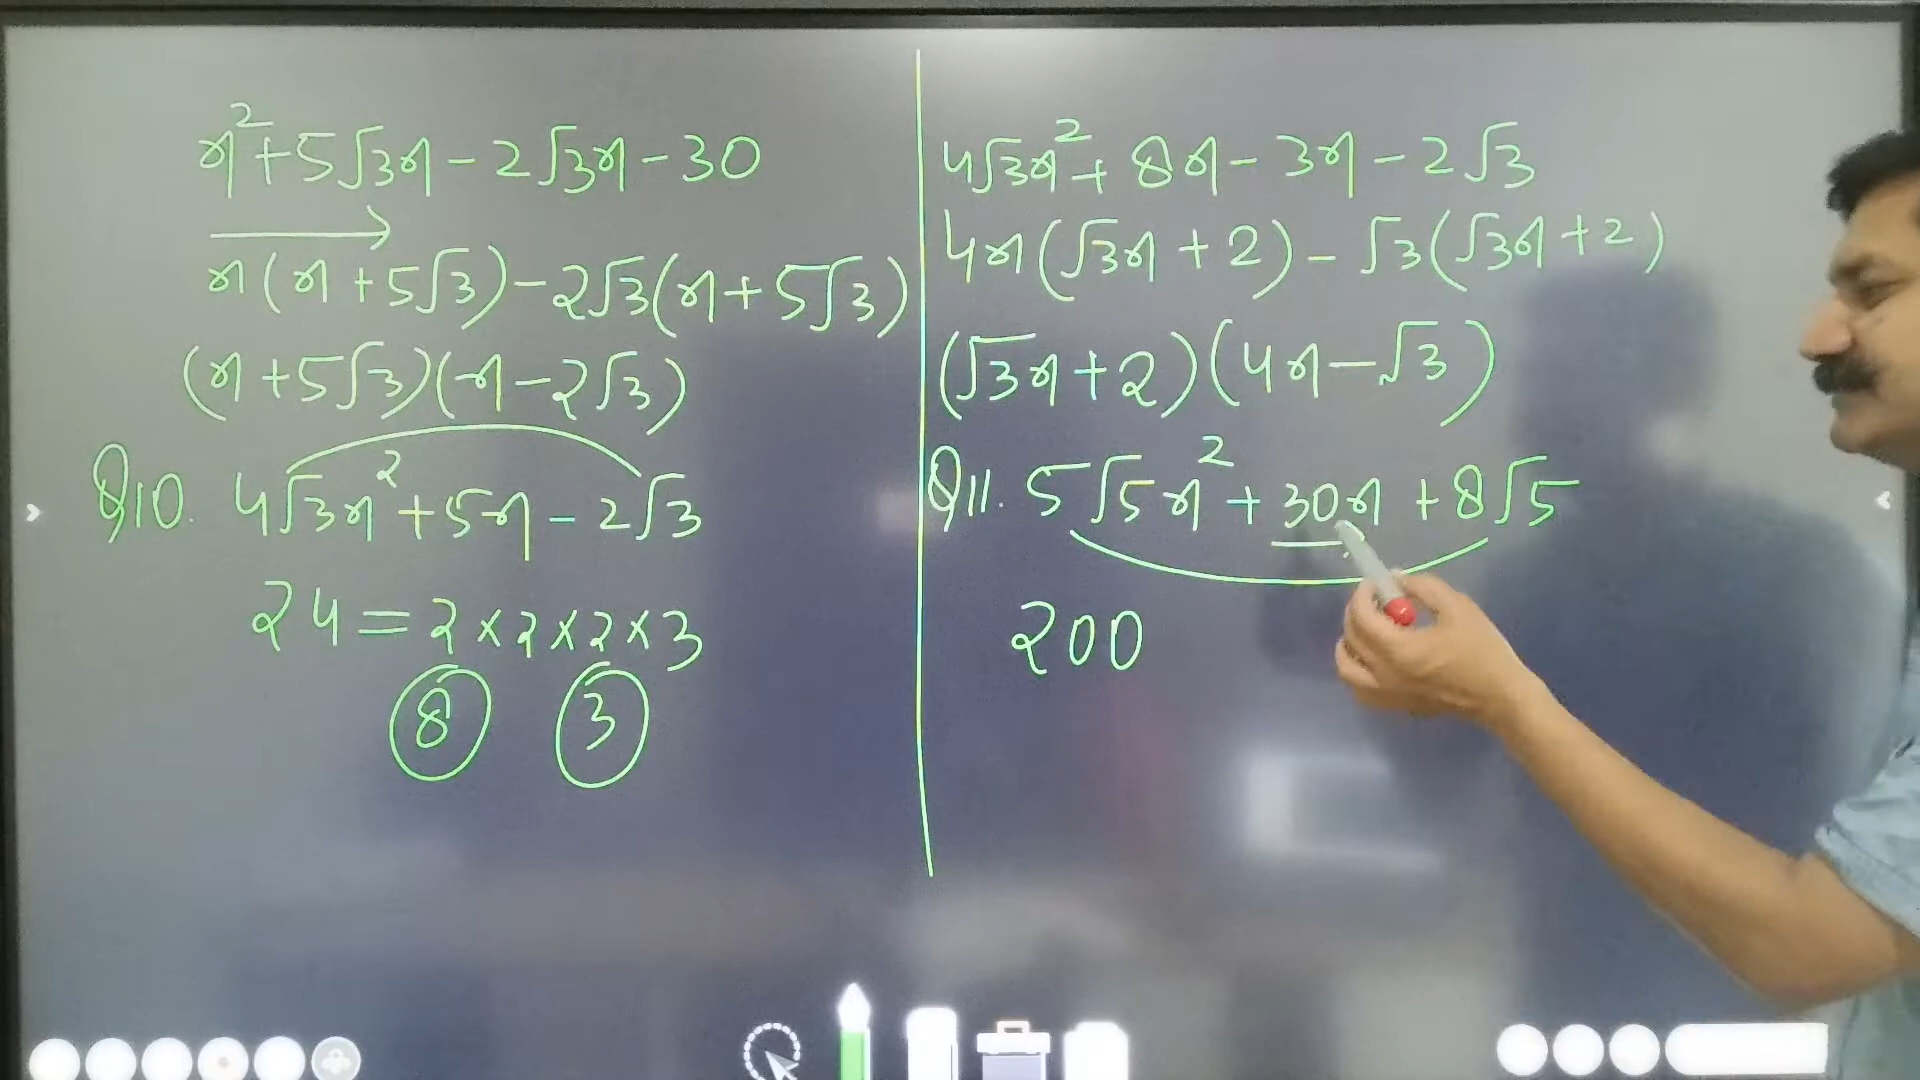 x² + 5√3x - 2√3x - 30
x(x + 5√3) - 2√3(x + 5√3)
(x + 5√3)(x - 2√3)
Q10. 4√3x² + 5x - 2√3
24 = 2 × 2 × 2 × 3
8 3
4√3x² + 8x - 3x - 2√3
4x(√3x + 2) - √3(√3x + 2)
(√3x + 2)(4x - √3)
Q11. 5√5x² + 30x + 8√5
200